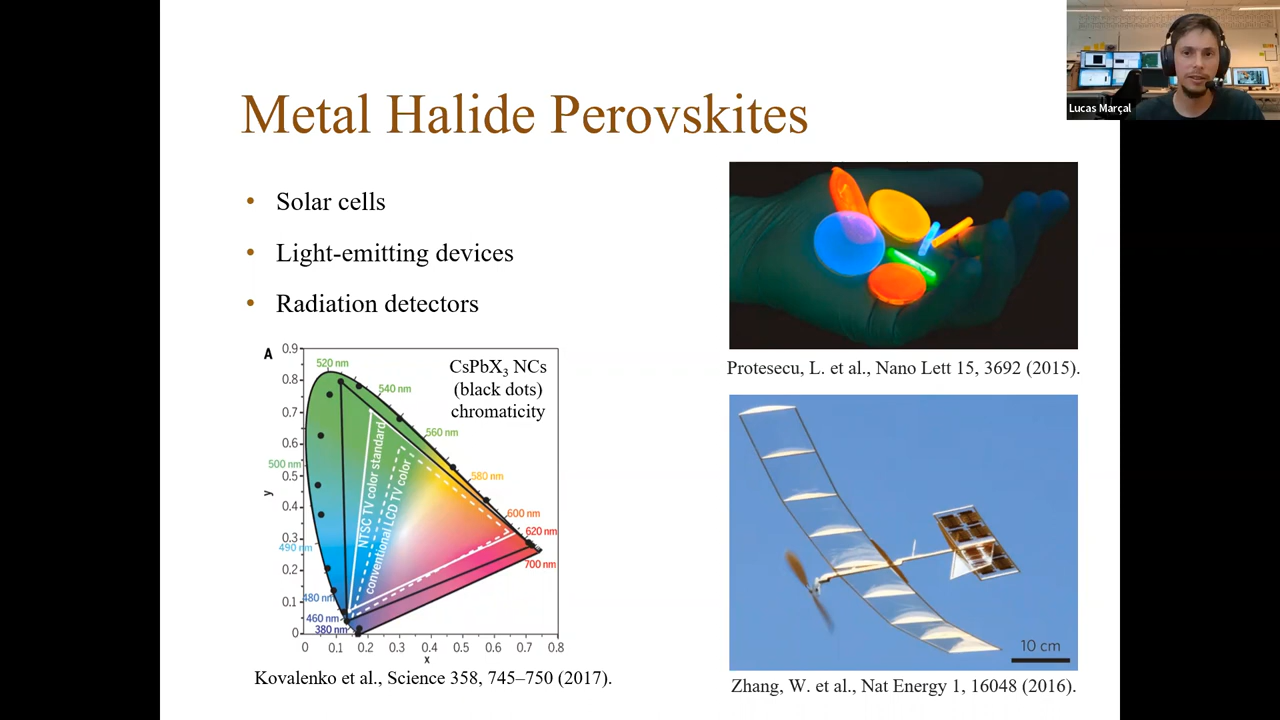 Lucas Marçal
Metal Halide Perovskites
• Solar cells
• Light-emitting devices
• Radiation detectors
A
CsPbX₃ NCs
(black dots)
chromaticity
0.9
0.8
0.7
0.6
0.5
0.4
0.3
0.2
0.1
0
y
0 0.1 0.2 0.3 0.4 0.5 0.6 0.7 0.8
x
520 nm
540 nm
560 nm
580 nm
600 nm
620 nm
700 nm
500 nm
490 nm
480 nm
460 nm
380 nm
NTSC TV color standard
conventional LCD TV color
Kovalenko et al., Science 358, 745–750 (2017).
Protesecu, L. et al., Nano Lett 15, 3692 (2015).
10 cm
Zhang, W. et al., Nat Energy 1, 16048 (2016).